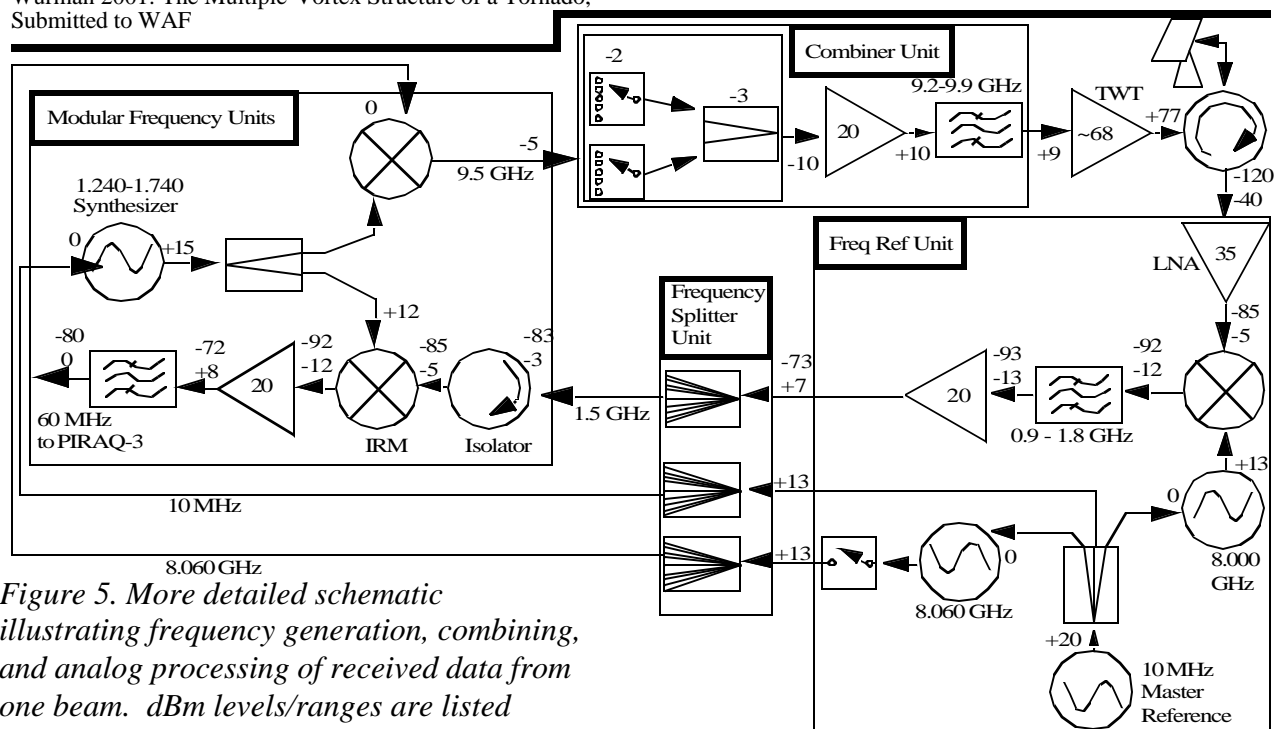 Wurman 2001: The Multiple-Vortex Structure of a Tornado,
Submitted to WAF
Combiner Unit
-2
-3
9.2-9.9 GHz
TWT
20
~68
+77
-10
+10
+9
-120
-40
Modular Frequency Units
0
-5
9.5 GHz
1.240-1.740
Synthesizer
0
+15
+12
-80
0
-72
+8
20
-92
-12
-85
-5
-83
-3
60 MHz
to PIRAQ-3
IRM
Isolator
1.5 GHz
10 MHz
8.060 GHz
Frequency
Splitter
Unit
-73
+7
+13
+13
Freq Ref Unit
LNA
35
-85
-5
-93
-13
-92
-12
20
0.9 - 1.8 GHz
+13
0
8.000
GHz
0
8.060 GHz
+20
10 MHz
Master
Reference
Figure 5. More detailed schematic
illustrating frequency generation, combining,
and analog processing of received data from
one beam. dBm levels/ranges are listed